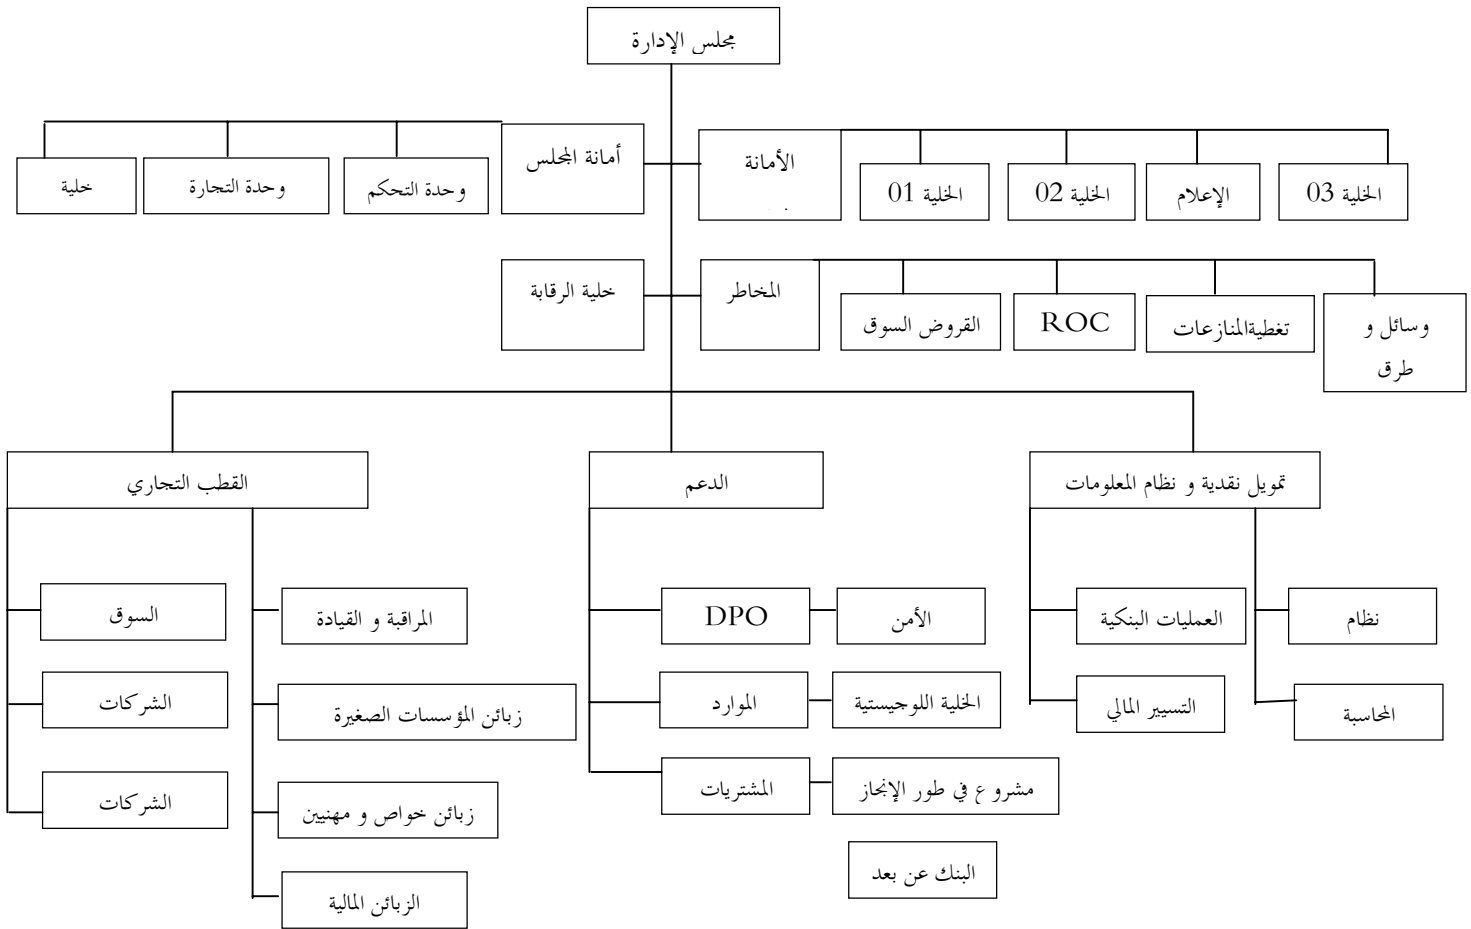 مجلس الإدارة
الأمانة
أمانة المجلس
الخلية 03
الإعلام
الخلية 02
الخلية 01
وحدة التحكم
وحدة التجارة
خلية
المخاطر
خلية الرقابة
وسائل و
طرق
تغطيةالمنازعات
ROC
القروض السوق
تمويل نقدية و نظام المعلومات
الدعم
القطب التجاري
نظام
العمليات البنكية
المحاسبة
التسيير المالي
الأمن
DPO
الخلية اللوجيستية
الموارد
مشروع في طور الإنجاز
المشتريات
البنك عن بعد
المراقبة و القيادة
السوق
زبائن المؤسسات الصغيرة
الشركات
زبائن خواص و مهنيين
الشركات
الزبائن المالية